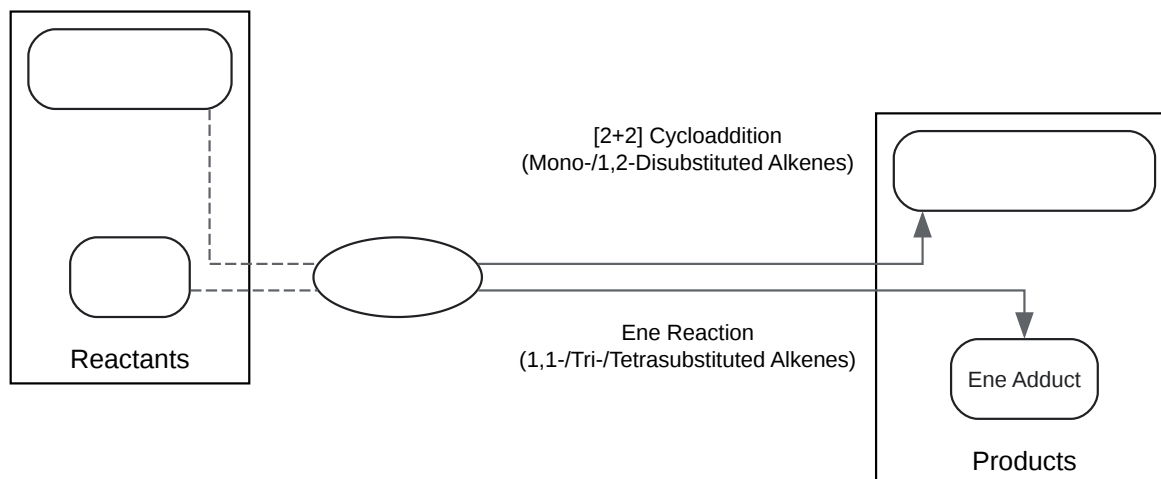 [2+2] Cycloaddition
(Mono-/1,2-Disubstituted Alkenes)
Reactants
Ene Reaction
(1,1-/Tri-/Tetrasubstituted Alkenes)
Ene Adduct
Products